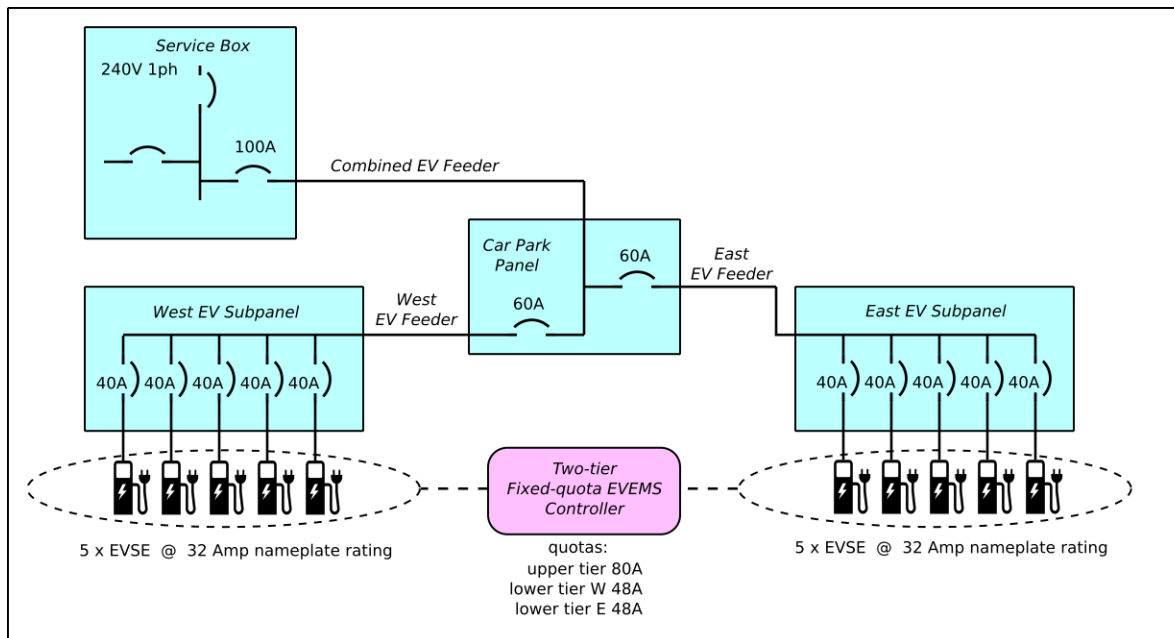 Service Box
240V 1ph
100A
Combined EV Feeder
Car Park
Panel
60A
East
EV Feeder
60A
West
EV Feeder
West EV Subpanel
40A 40A 40A 40A 40A
East EV Subpanel
40A 40A 40A 40A 40A
Two-tier
Fixed-quota EVEMS
Controller
5 x EVSE @ 32 Amp nameplate rating
5 x EVSE @ 32 Amp nameplate rating
quotas:
upper tier 80A
lower tier W 48A
lower tier E 48A